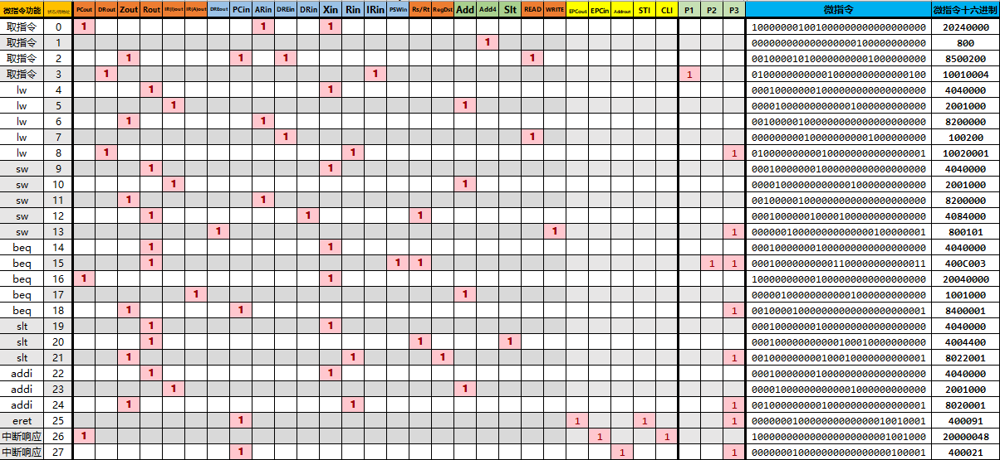 微指令功能 状态/微地址 PCout DRout Zout Rout IR(I)out IR(A)out DREout PCin ARin DREin DRin Xin Rin IRin PSWin Rs/Rt RegDst Add Add4 Slt READ WRITE EPCout EPCin Addrout STI CLI P1 P2 P3 微指令 微指令十六进制
取指令 0 1 1 1 100000001001000000000000000000 20240000
取指令 1 1 000000000000000000100000000000 800
取指令 2 1 1 1 1 001000010100000000001000000000 8500200
取指令 3 1 1 1 010000000000010000000000000100 10010004
lw 4 1 1 000100000001000000000000000000 4040000
lw 5 1 1 000010000000000001000000000000 2001000
lw 6 1 1 001000001000000000000000000000 8200000
lw 7 1 1 000000000100000000001000000000 100200
lw 8 1 1 1 010000000000100000000000000001 10020001
sw 9 1 1 000100000001000000000000000000 4040000
sw 10 1 1 000010000000000001000000000000 2001000
sw 11 1 1 001000001000000000000000000000 8200000
sw 12 1 1 1 000100000010000100000000000000 4084000
sw 13 1 1 1 000000100000000000000100000001 800101
beq 14 1 1 000100000001000000000000000000 4040000
beq 15 1 1 1 1 1 000100000000001100000000000011 400C003
beq 16 1 1 100000000001000000000000000000 20040000
beq 17 1 1 000001000000000001000000000000 1001000
beq 18 1 1 1 001000010000000000000000000001 8400001
slt 19 1 1 000100000001000000000000000000 4040000
slt 20 1 1 1 000100000000000100010000000000 4004400
slt 21 1 1 1 1 001000000000100010000000000001 8022001
addi 22 1 1 000100000001000000000000000000 4040000
addi 23 1 1 000010000000000001000000000000 2001000
addi 24 1 1 1 001000000000100000000000000001 8020001
eret 25 1 1 1 1 000000010000000000000010010001 400091
中断响应 26 1 1 1 100000000000000000000001001000 20000048
中断响应 27 1 1 1 000000010000000000000000100001 400021